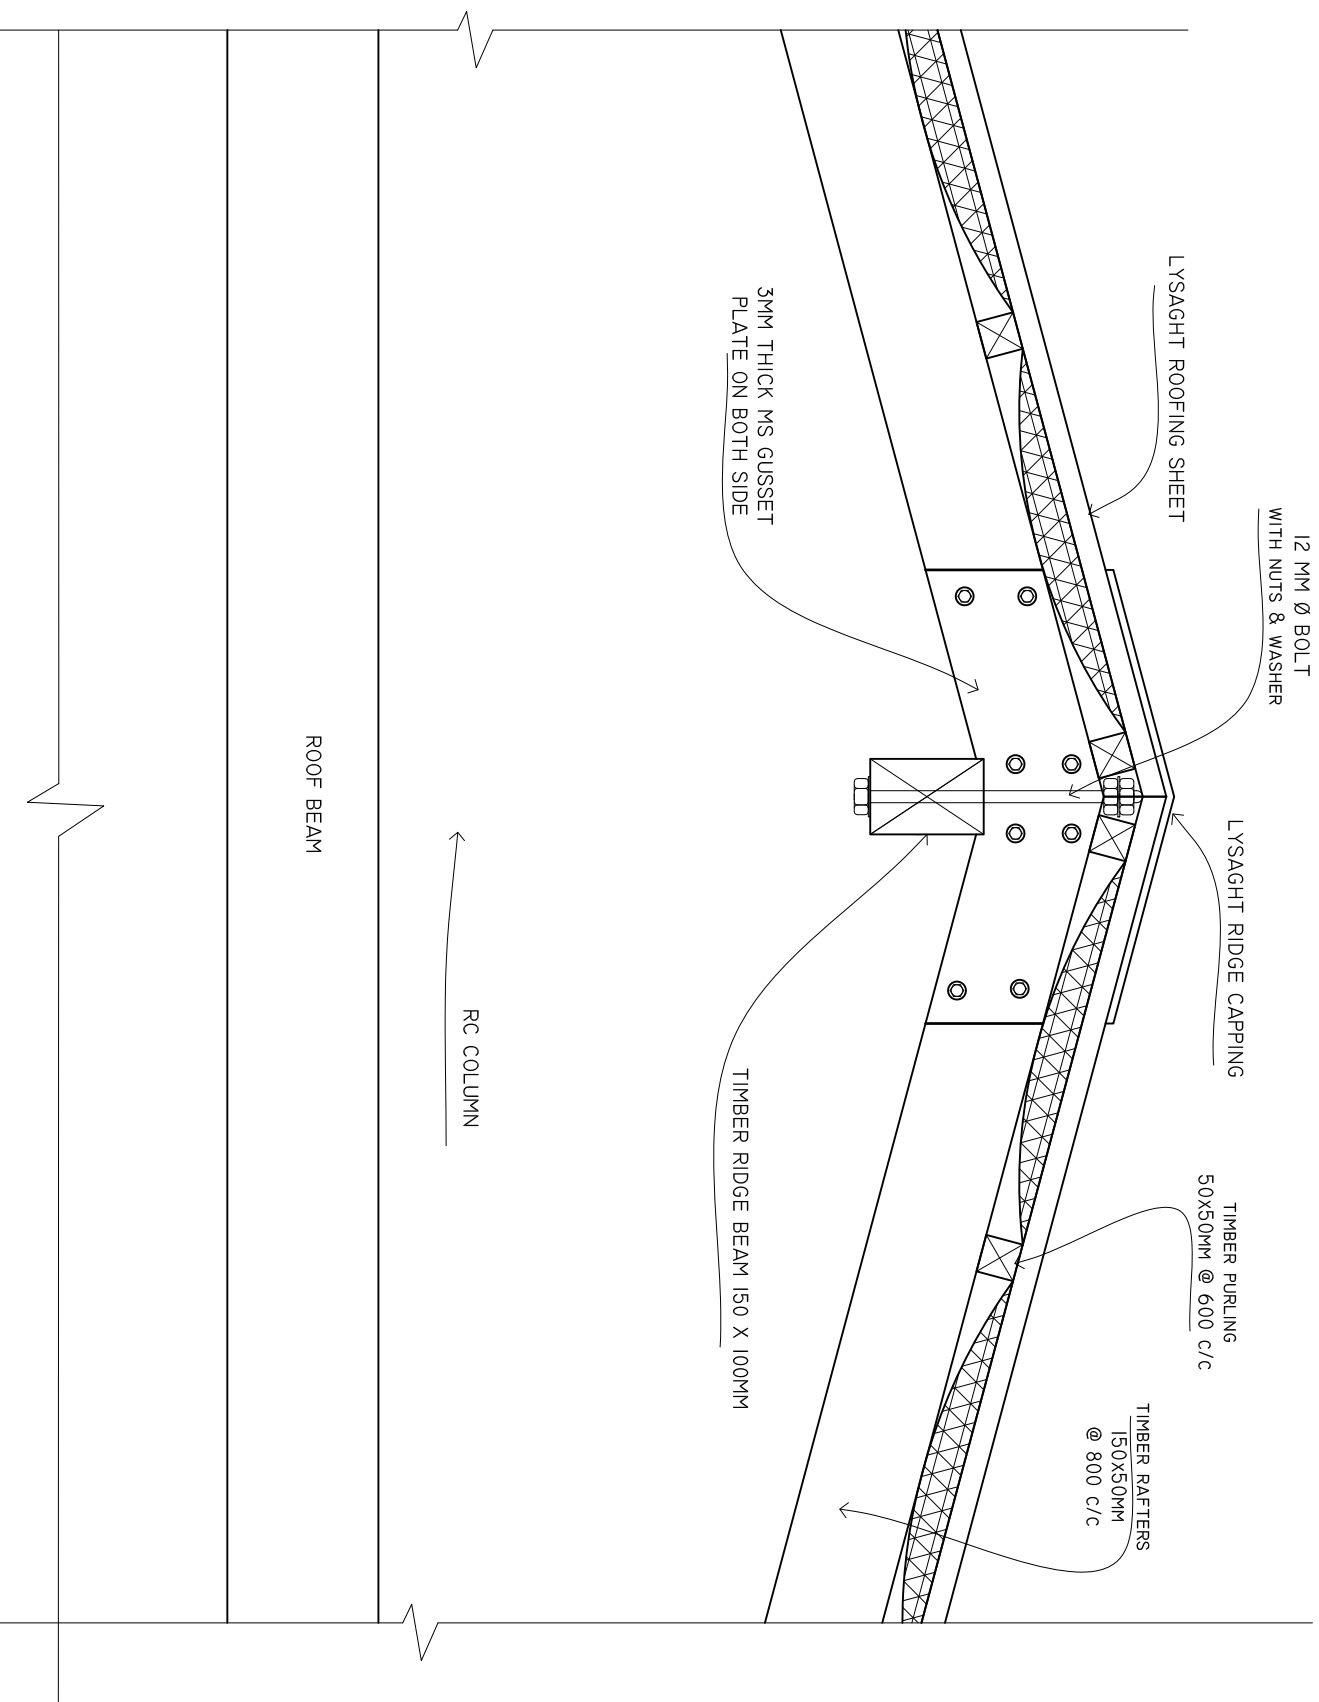 12 MM Ø BOLT
WITH NUTS & WASHER
LYSAGHT ROOFING SHEET
LYSAGHT RIDGE CAPPING
TIMBER PURLING
50X50MM @ 600 C/C
TIMBER RAFTERS
150X50MM
@ 800 C/C
3MM THICK MS GUSSET
PLATE ON BOTH SIDE
TIMBER RIDGE BEAM 150 X 100MM
RC COLUMN
ROOF BEAM